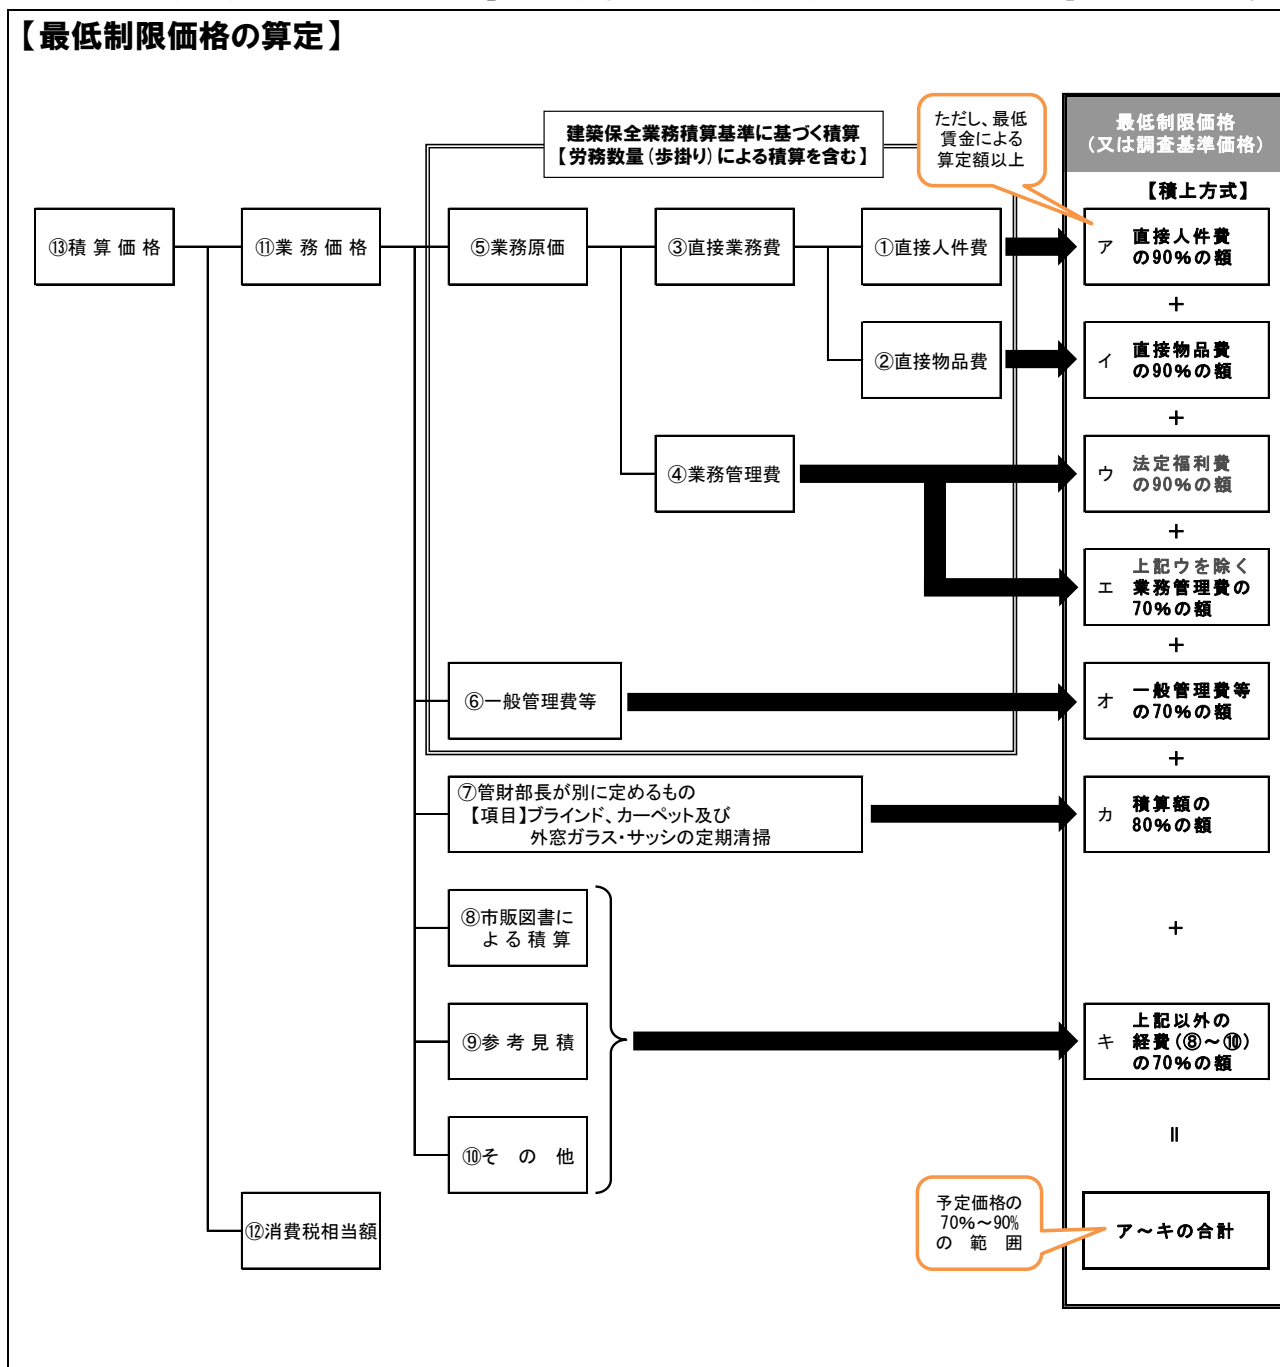 【最低制限価格の算定】
建築保全業務積算基準に基づく積算
【労務数量(歩掛り)による積算を含む】
ただし、最低
賃金による
算定額以上
最低制限価格
(又は調査基準価格)
【積上方式】
⑬積算価格
⑪業務価格
⑤業務原価
③直接業務費
①直接人件費
ア 直接人件費
の90%の額
+
②直接物品費
イ 直接物品費
の90%の額
+
④業務管理費
ウ 法定福利費
の90%の額
+
エ 上記ウを除く
業務管理費の
70%の額
+
⑥一般管理費等
オ 一般管理費等
の70%の額
+
⑦管財部長が別に定めるもの
【項目】ブラインド、カーペット及び
外窓ガラス・サッシの定期清掃
カ 積算額の
80%の額
+
⑧市販図書に
よる積算
⑨参考見積
キ 上記以外の
経費(⑧～⑩)
の70%の額
⑩その他
=
⑫消費税相当額
予定価格の
70%～90%
の範囲
ア～キの合計